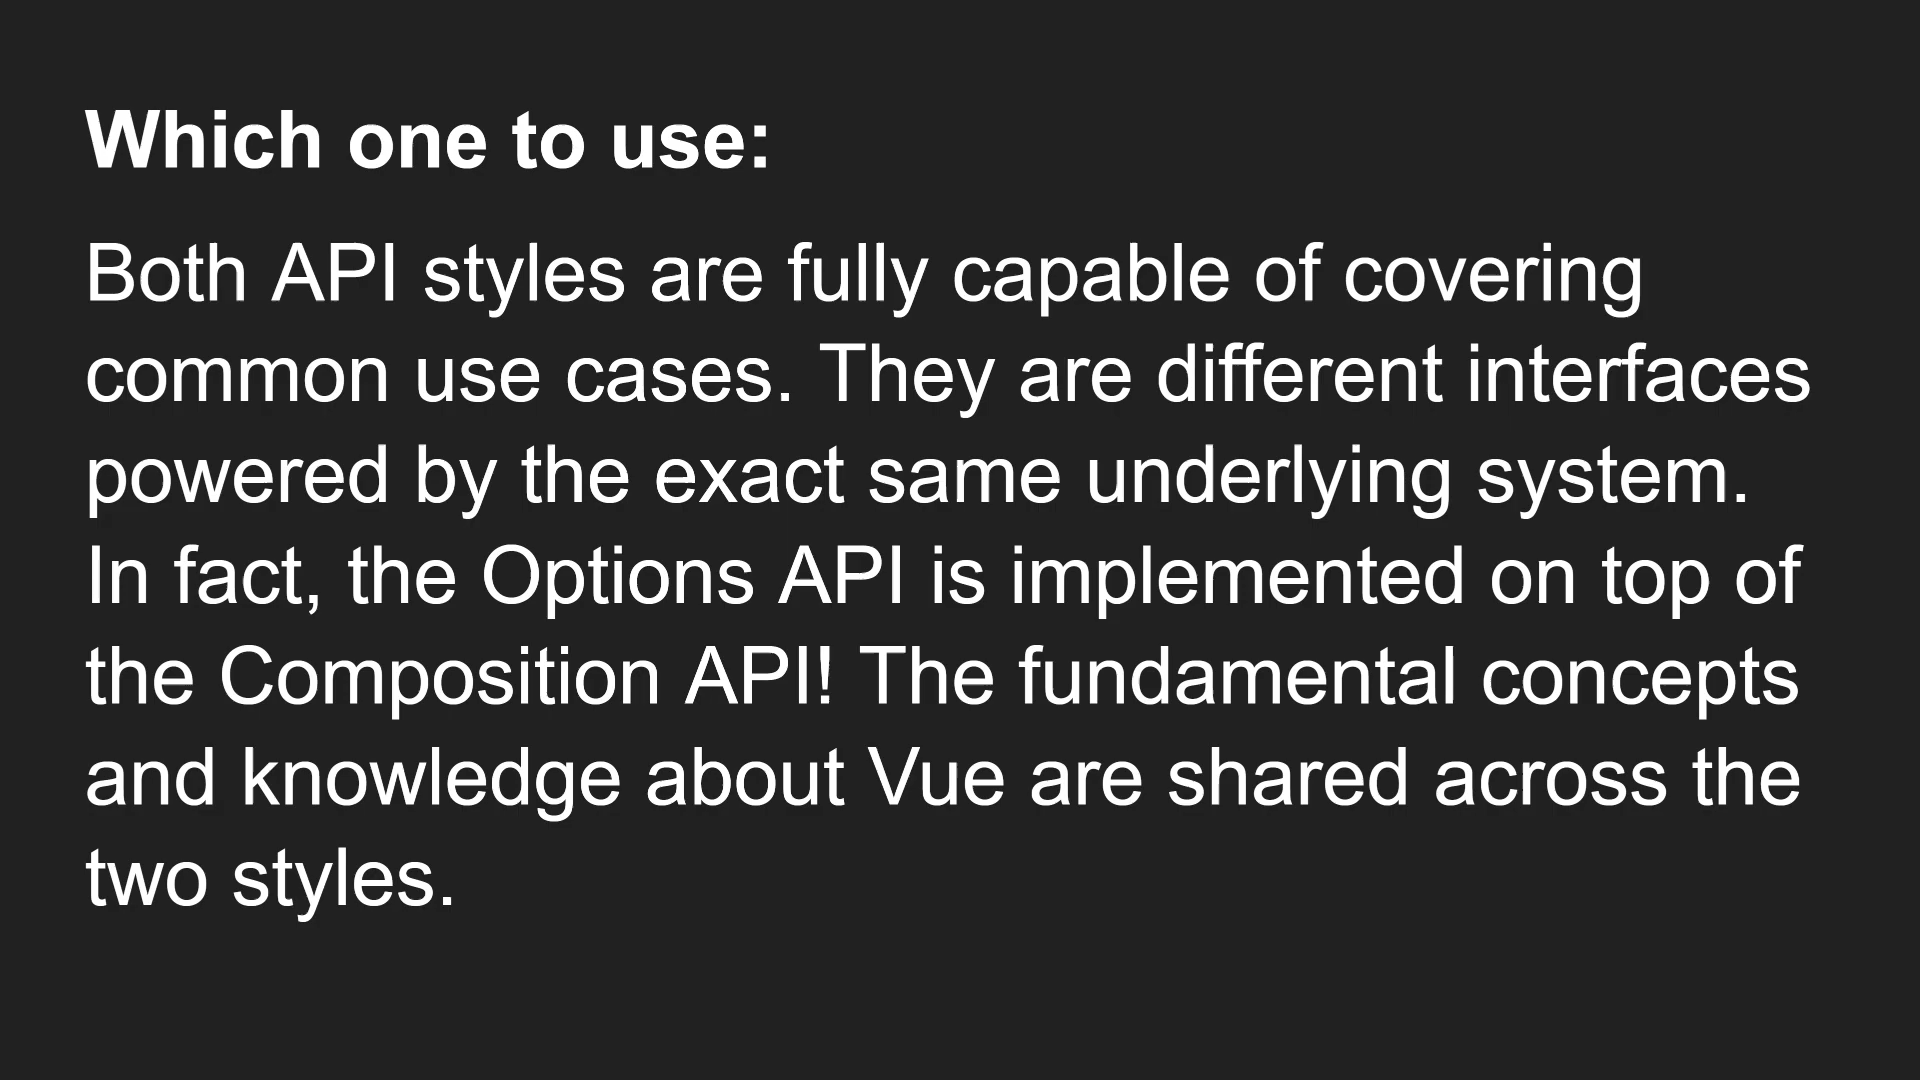 Which one to use:
Both API styles are fully capable of covering
common use cases. They are different interfaces
powered by the exact same underlying system.
In fact, the Options API is implemented on top of
the Composition API! The fundamental concepts
and knowledge about Vue are shared across the
two styles.